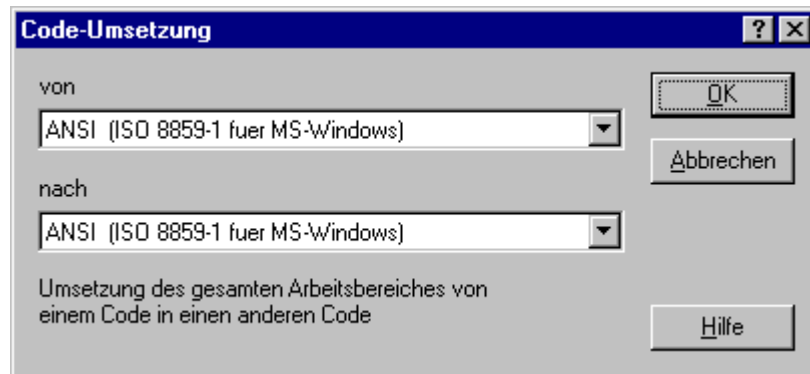 Code-Umsetzung
von
ANSI (ISO 8859-1 fuer MS-Windows)
OK
Abbrechen
nach
ANSI (ISO 8859-1 fuer MS-Windows)
Umsetzung des gesamten Arbeitsbereiches von
einem Code in einen anderen Code
Hilfe